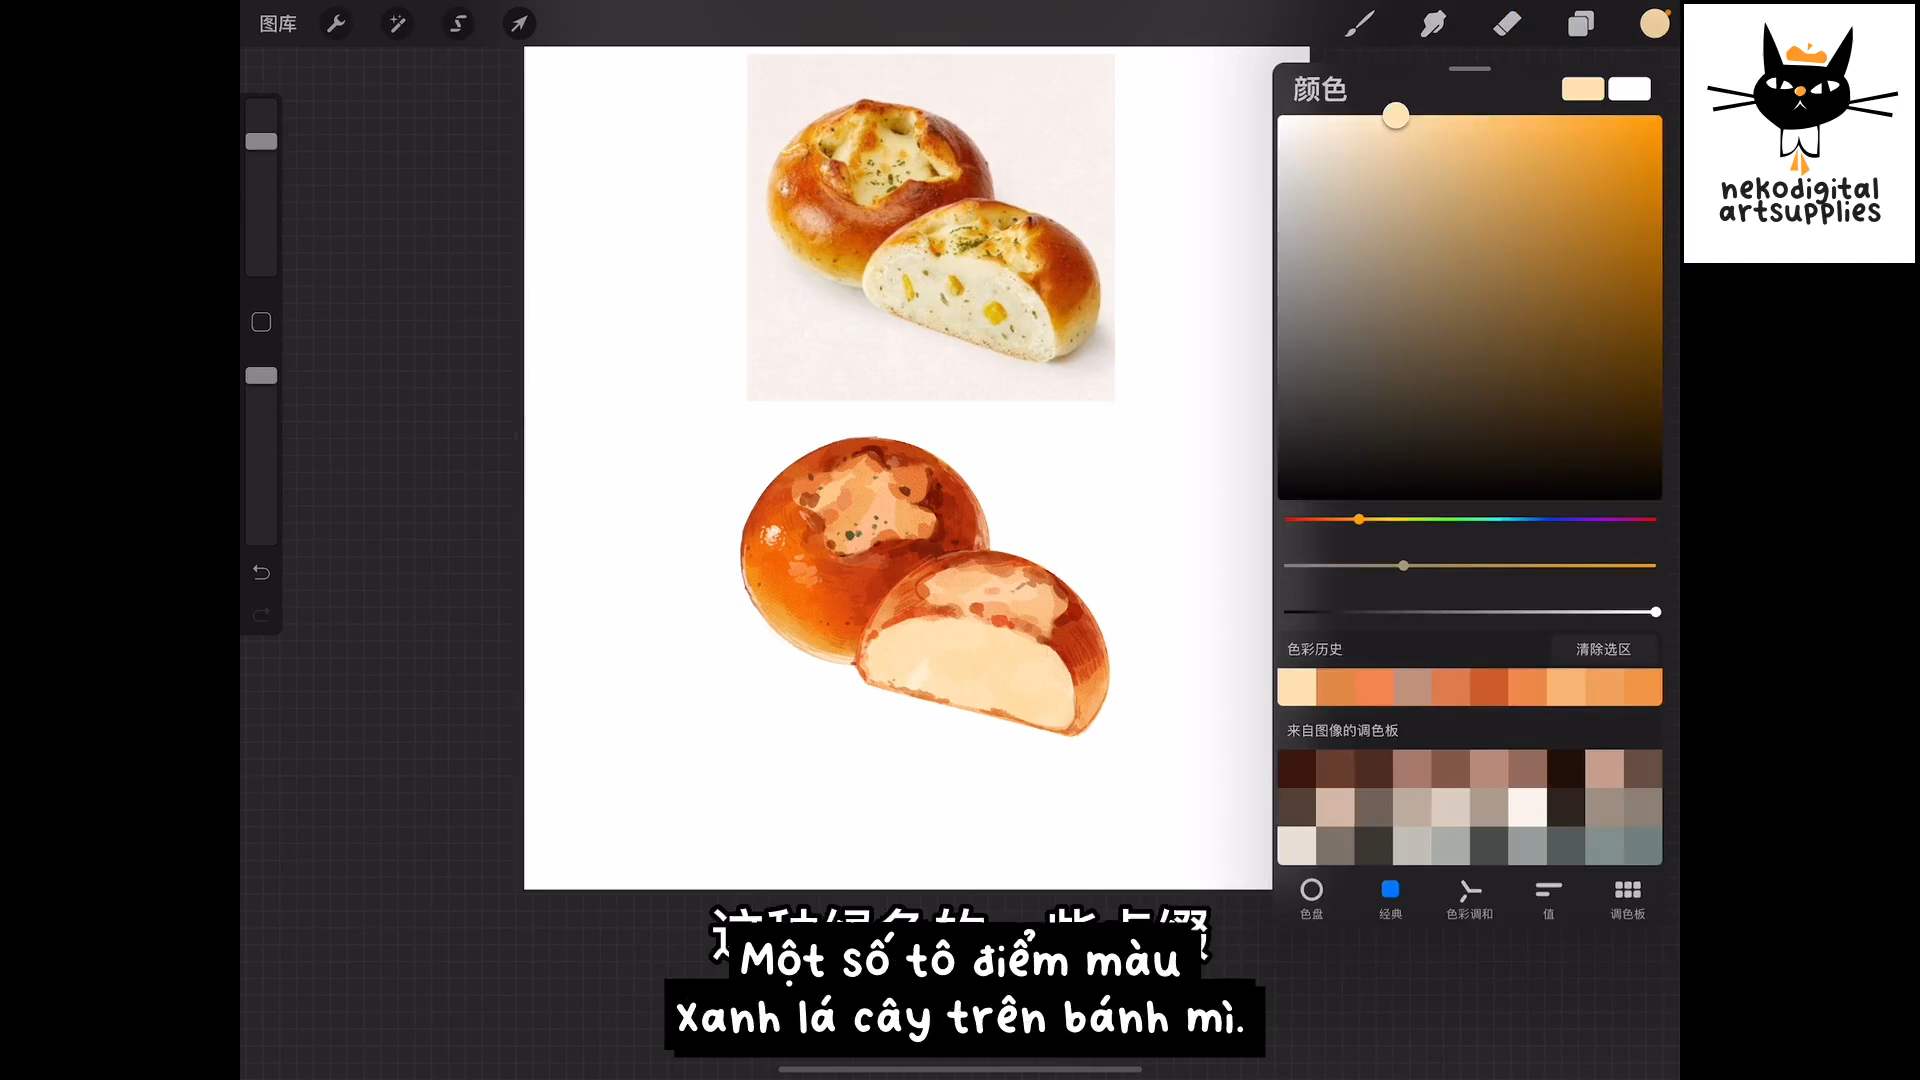 图库
颜色
nekodigital
artsupplies
色彩历史
清除选区
来自图像的调色板
色盘
经典
色彩调和
值
调色板
Một số tô điểm màu
Xanh lá cây trên bánh mì.